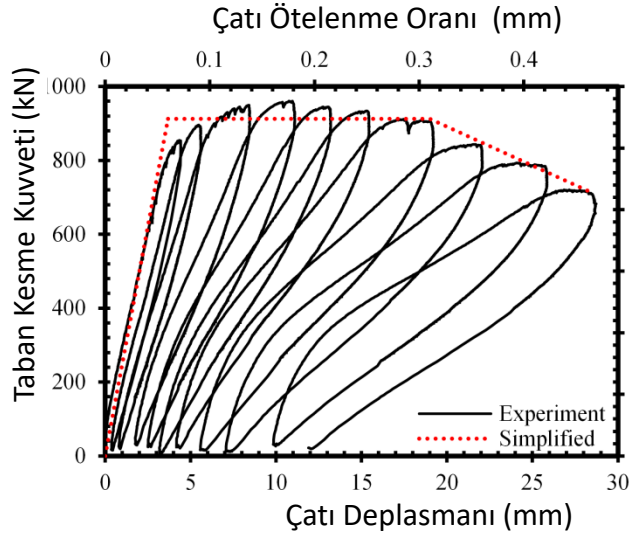 Çatı Ötelenme Oranı (mm)
0 0.1 0.2 0.3 0.4
Taban Kesme Kuvveti (kN)
1000
800
600
400
200
0
Experiment
Simplified
0 5 10 15 20 25 30
Çatı Deplasmanı (mm)